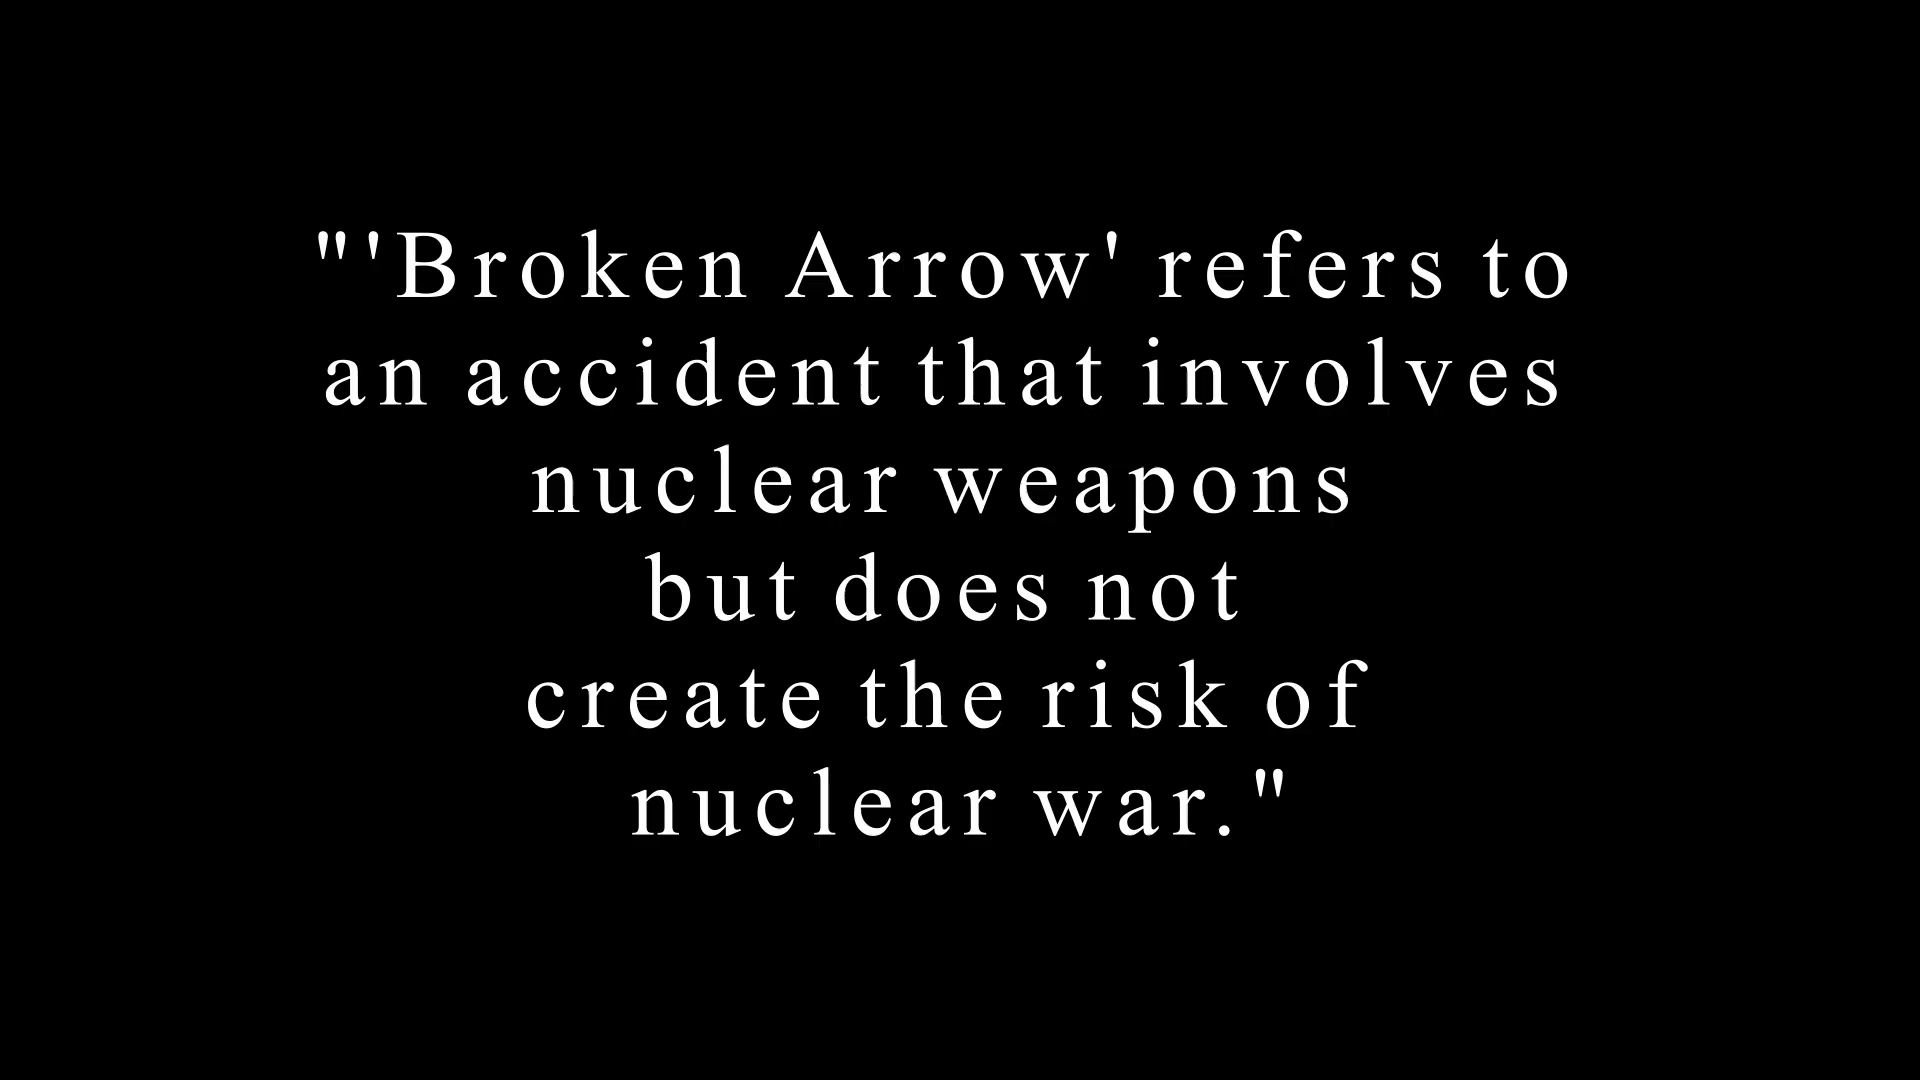 "'Broken Arrow' refers to
an accident that involves
nuclear weapons
but does not
create the risk of
nuclear war."